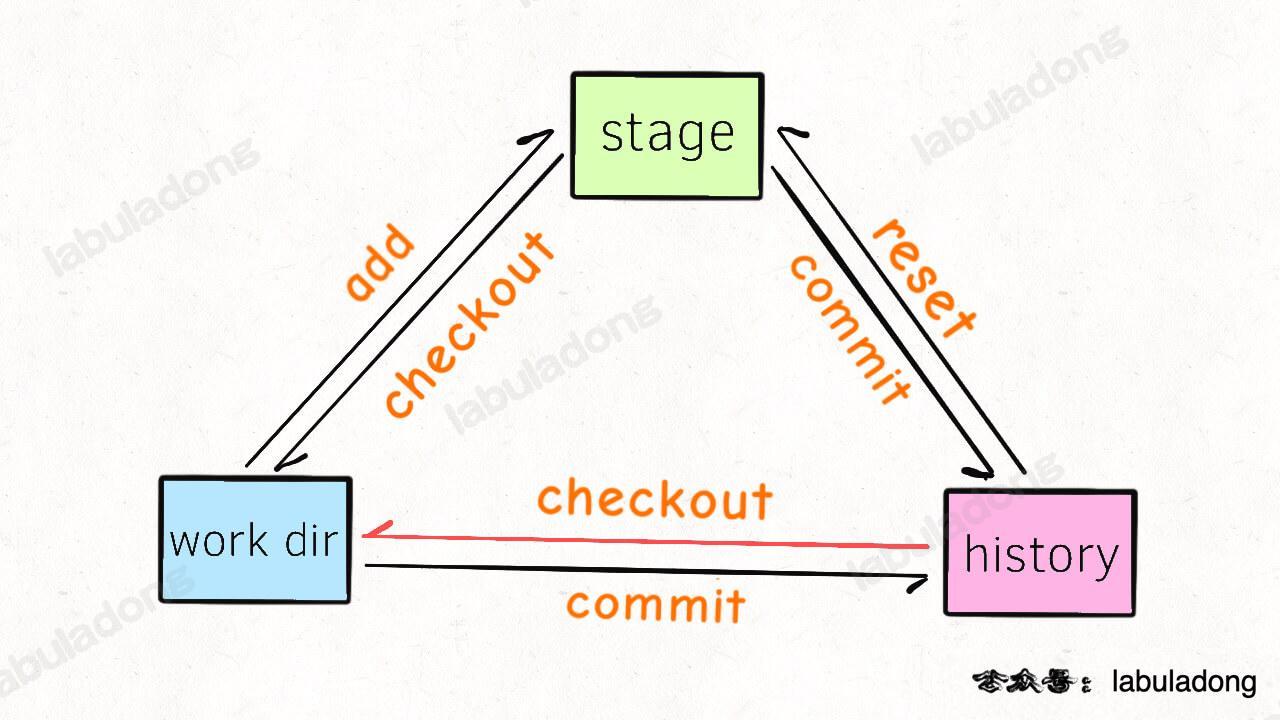 stage
add
checkout
reset
commit
checkout
work dir
history
commit
公众号： labuladong
labuladong
labuladong
labuladong
labuladong
labuladong